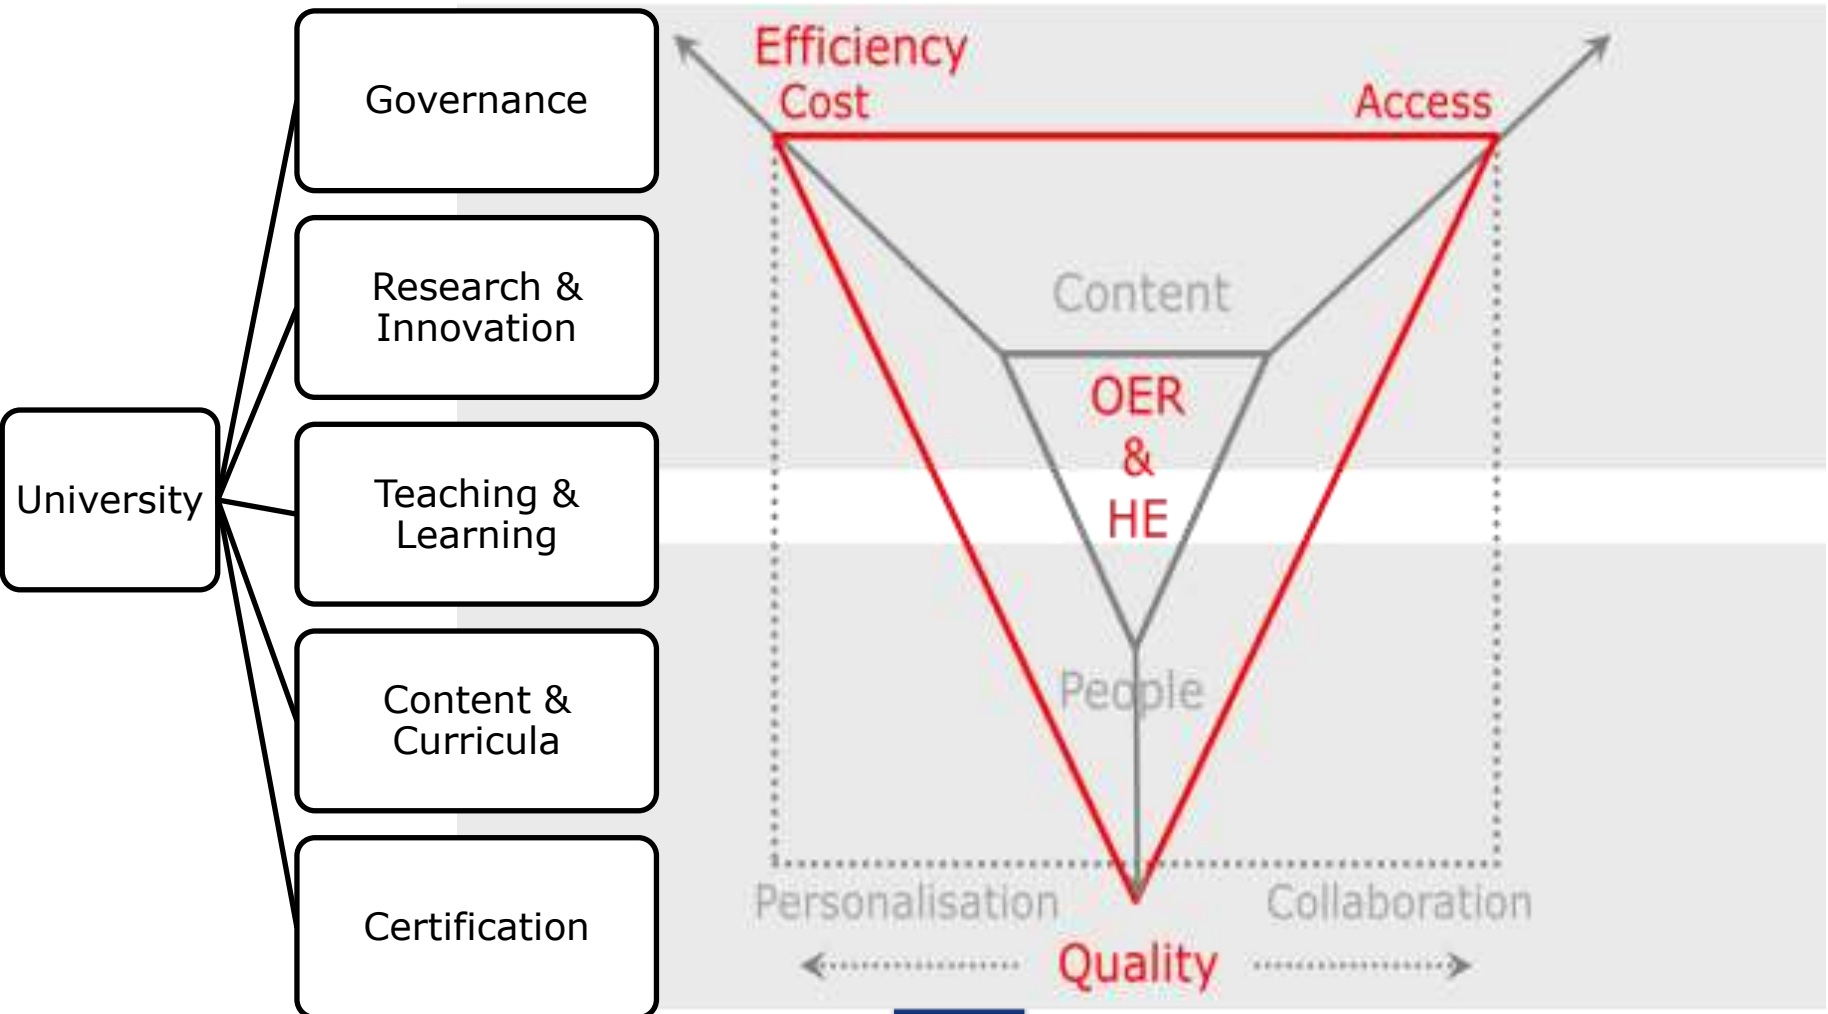 University
Governance
Research &
Innovation
Teaching &
Learning
Content &
Curricula
Certification
Efficiency
Cost
Access
Content
OER
&
HE
People
Personalisation
Collaboration
Quality